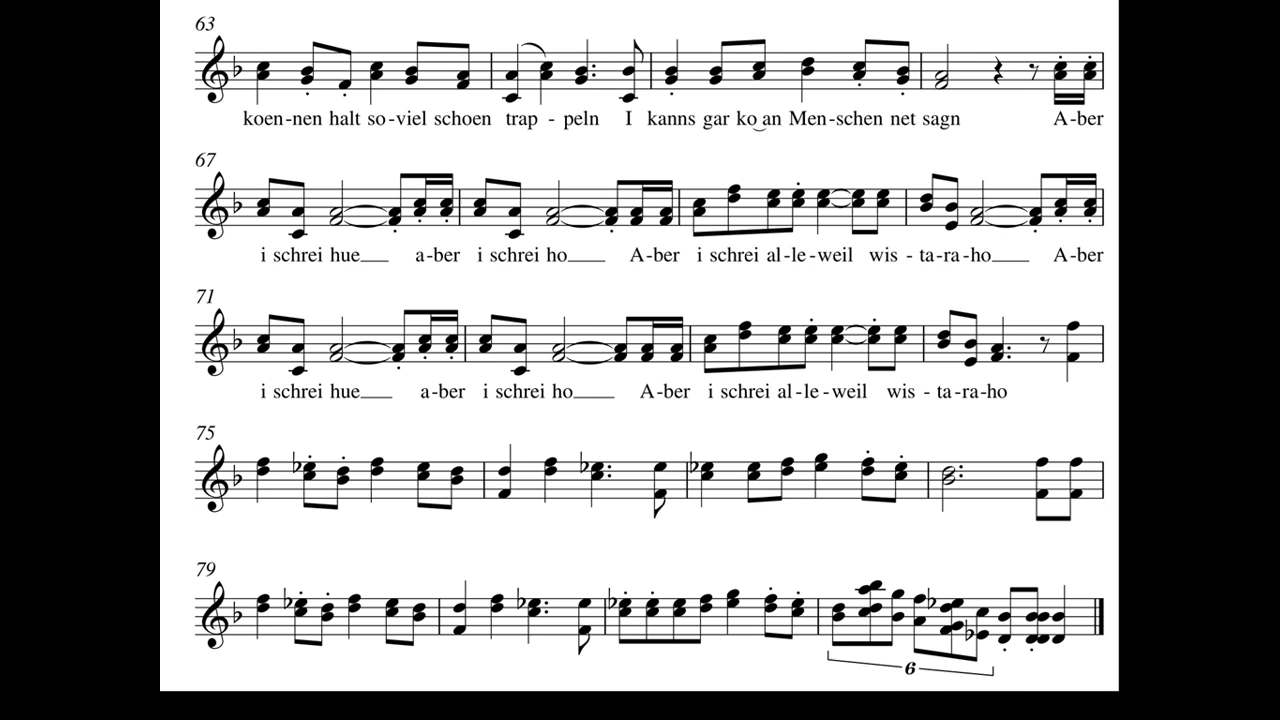 63
koen-nen halt so-viel schoen trap - peln I kanns gar ko an Men-schen net sagn A-ber
67
i schrei hue a-ber i schrei ho A-ber i schrei al-le-weil wis - ta-ra-ho A-ber
71
i schrei hue a-ber i schrei ho A-ber i schrei al-le-weil wis - ta-ra-ho
75
79
6